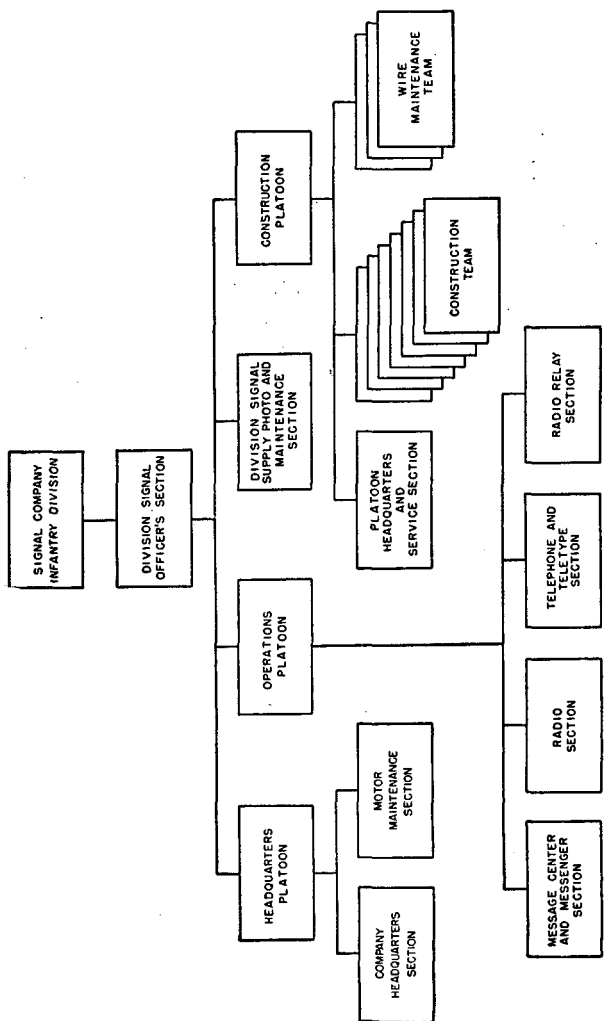 SIGNAL COMPANY
INFANTRY DIVISION
DIVISION SIGNAL
OFFICER'S SECTION
HEADQUARTERS
PLATOON
OPERATIONS
PLATOON
DIVISION SIGNAL
SUPPLY PHOTO AND
MAINTENANCE
SECTION
CONSTRUCTION
PLATOON
COMPANY
HEADQUARTERS
SECTION
MOTOR
MAINTENANCE
SECTION
PLATOON
HEADQUARTERS
AND
SERVICE SECTION
CONSTRUCTION
TEAM
WIRE
MAINTENANCE
TEAM
MESSAGE CENTER
AND MESSENGER
SECTION
RADIO
SECTION
TELEPHONE AND
TELETYPE
SECTION
RADIO RELAY
SECTION